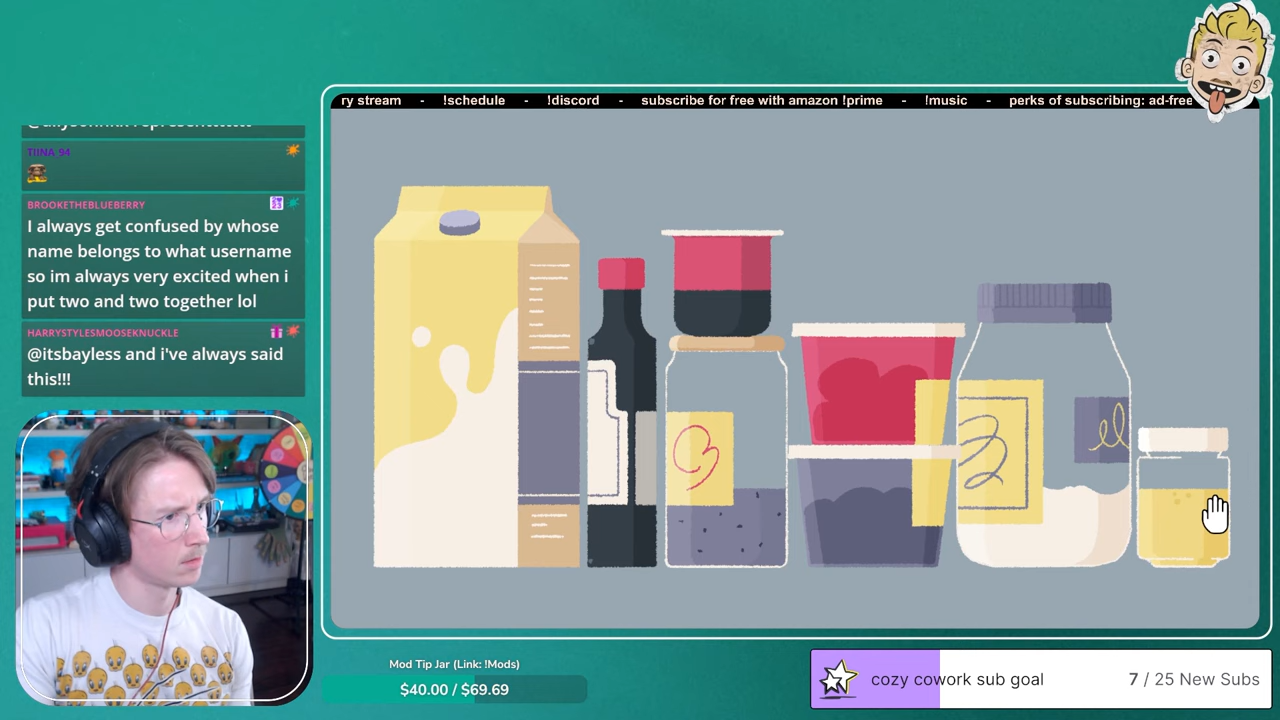 ry stream - !schedule - !discord - subscribe for free with amazon !prime - !music - perks of subscribing: ad-free
TIINA_94
BROOKETHEBLUEBERRY
I always get confused by whose
name belongs to what username
so im always very excited when i
put two and two together lol
HARRYSTYLESMOOSEKNUCKLE
@itsbayless and i've always said
this!!!
Mod Tip Jar (Link: !Mods)
$40.00 / $69.69
cozy cowork sub goal
7 / 25 New Subs